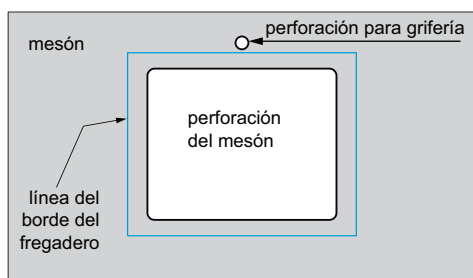 perforación para grifería
mesón
perforación
del mesón
línea del
borde del
fregadero